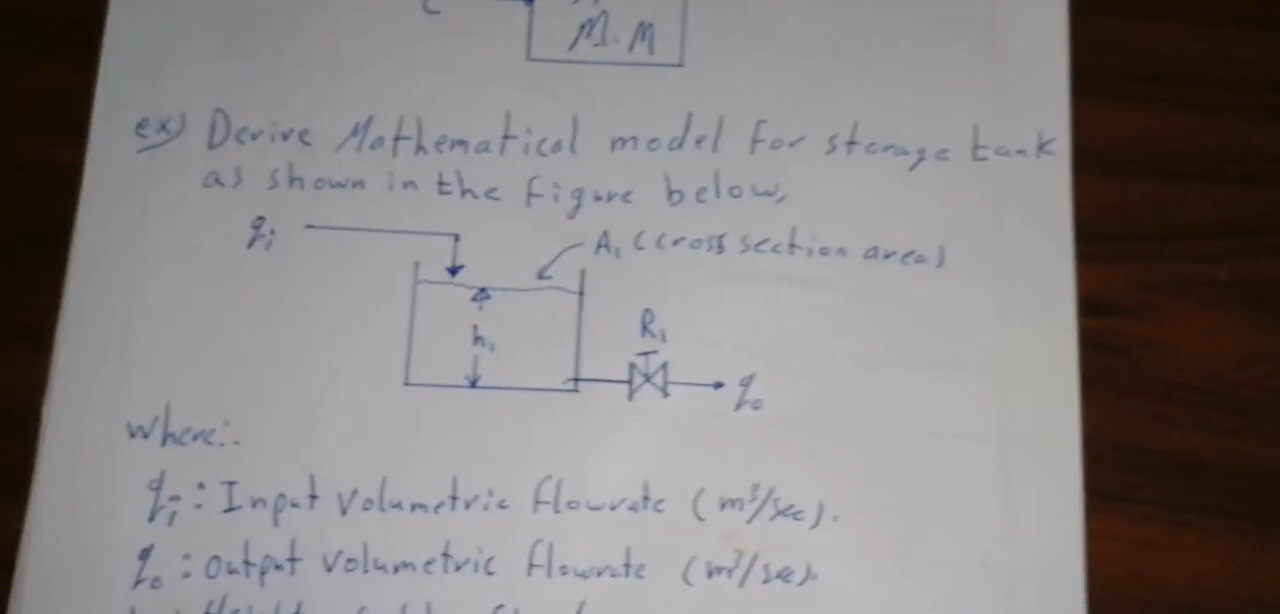 M.M
ex) Derive Mathematical model for storage tank
as shown in the figure below,
qi
A1 (cross section area)
h1
R1
qo
where:-
qi : Input volumetric flowrate (m³/sec).
qo : output volumetric flowrate (m³/sec).